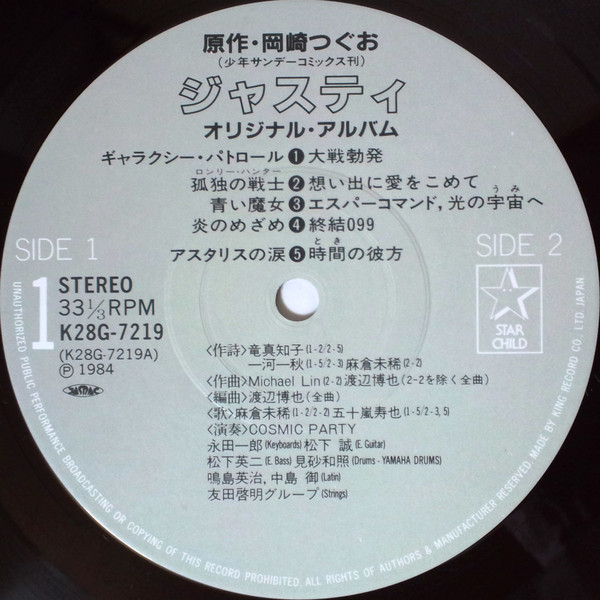 原作・岡崎つぐお
(少年サンデーコミックス刊)
ジャスティ
オリジナル・アルバム
ギャラクシー・パトロール ❶ 大戦勃発
ロンリー・ハンター
孤独の戦士 ❷ 想い出に愛をこめて
うみ
青い魔女 ❸ エスパーコマンド,光の宇宙へ
炎のめざめ ❹ 終結099
とき
アスタリスの涙 ❺ 時間の彼方
SIDE 1
SIDE 2
1
STEREO
33 1/3 RPM
K28G-7219
(K28G-7219A)
Ⓟ 1984
JASRAC
STAR
CHILD
〈作詩〉竜真知子(1-2/2-5)
一河一秋(1-5/2-3)麻倉未稀(2-2)
〈作曲〉Michael Lin(2-2)渡辺博也(2-2を除く全曲)
〈編曲〉渡辺博也(全曲)
〈歌〉麻倉未稀(1-2/2-2)五十嵐寿也(1-5/2-3,5)
〈演奏〉COSMIC PARTY
永田一郎(Keyboards)松下 誠(E. Guitar)
松下英二(E. Bass)見砂和照(Drums - YAMAHA DRUMS)
鳴島英治,中島 御(Latin)
友田啓明グループ(Strings)
UNAUTHORIZED PUBLIC PERFORMANCE BROADCASTING OR COPYING OF THIS RECORD PROHIBITED. ALL RIGHTS OF AUTHORS & MANUFACTURER RESERVED. MADE BY KING RECORD CO. LTD. JAPAN.